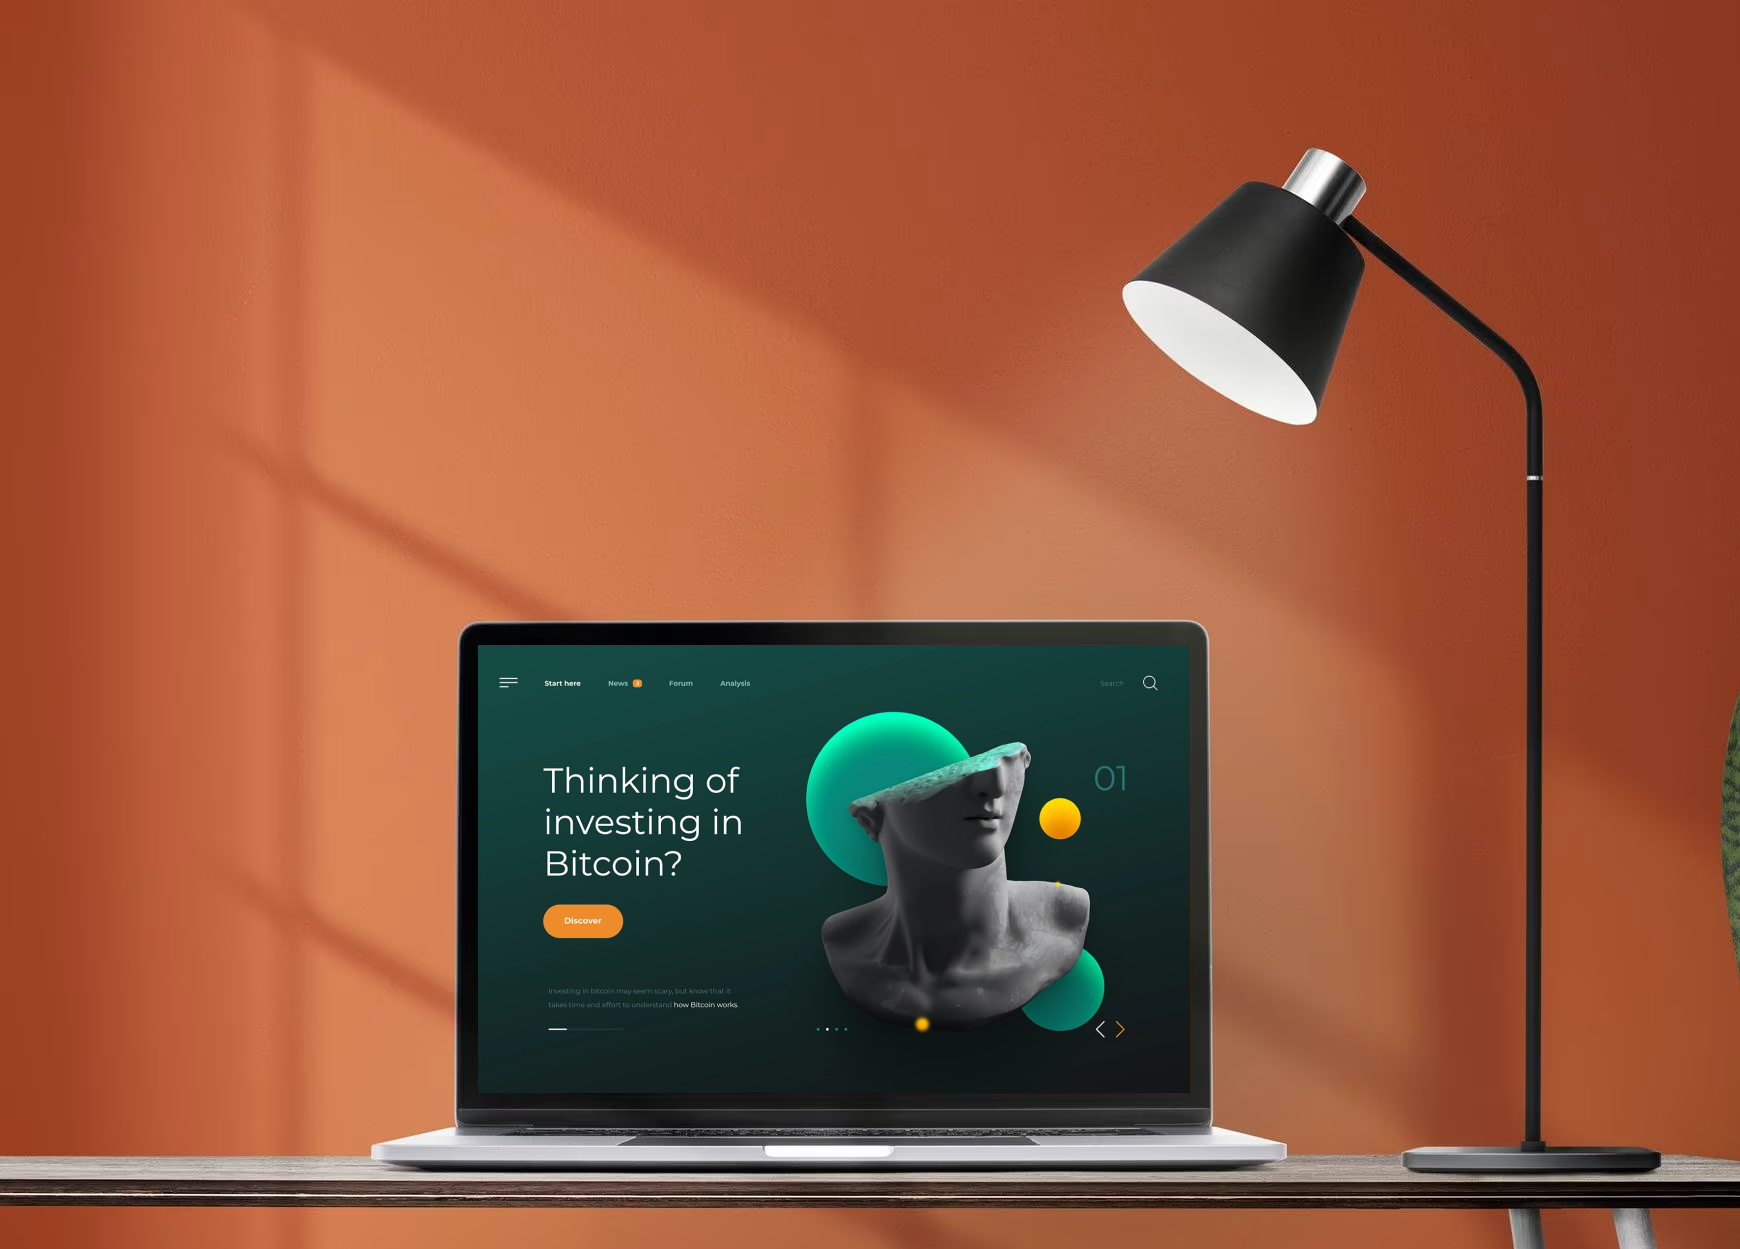 Start here
News 3
Forum
Analysis
Search
Thinking of
investing in
Bitcoin?
01
Discover
Investing in bitcoin may seem scary, but know that it
takes time and effort to understand how Bitcoin works.